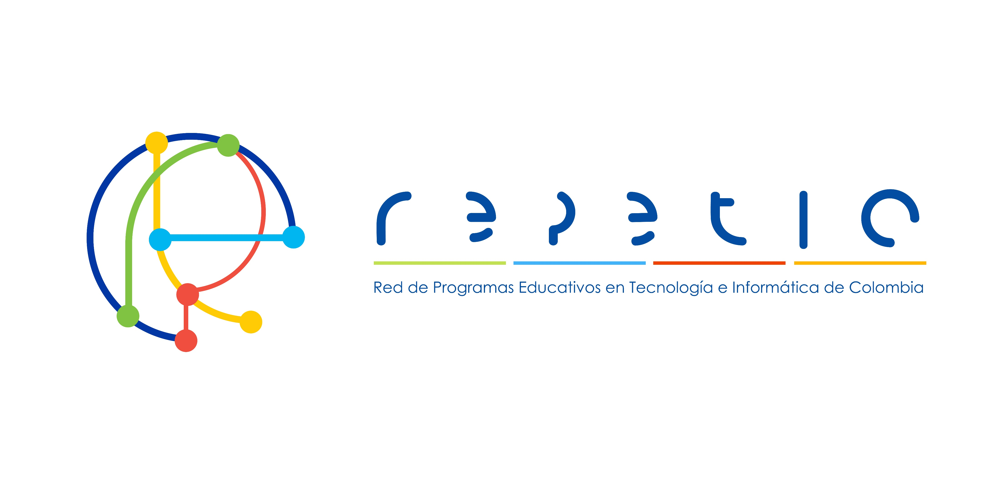 repetic
Red de Programas Educativos en Tecnología e Informática de Colombia